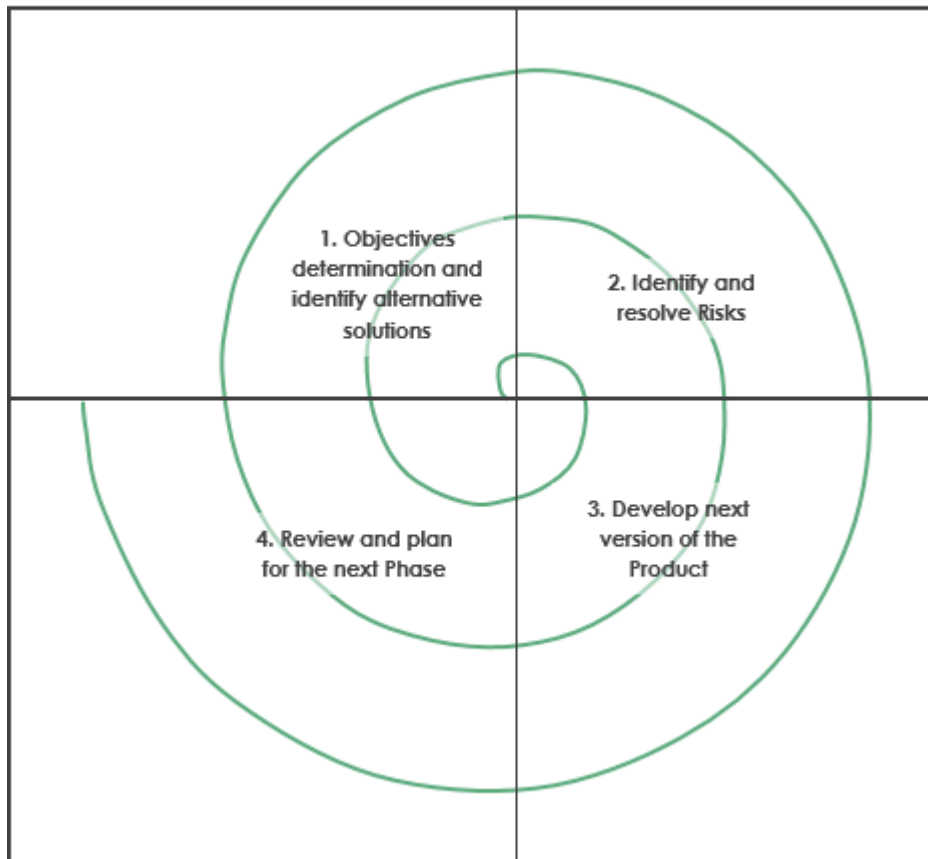 1. Objectives
determination and
identify alternative
solutions
2. Identify and
resolve Risks
3. Develop next
version of the
Product
4. Review and plan
for the next Phase